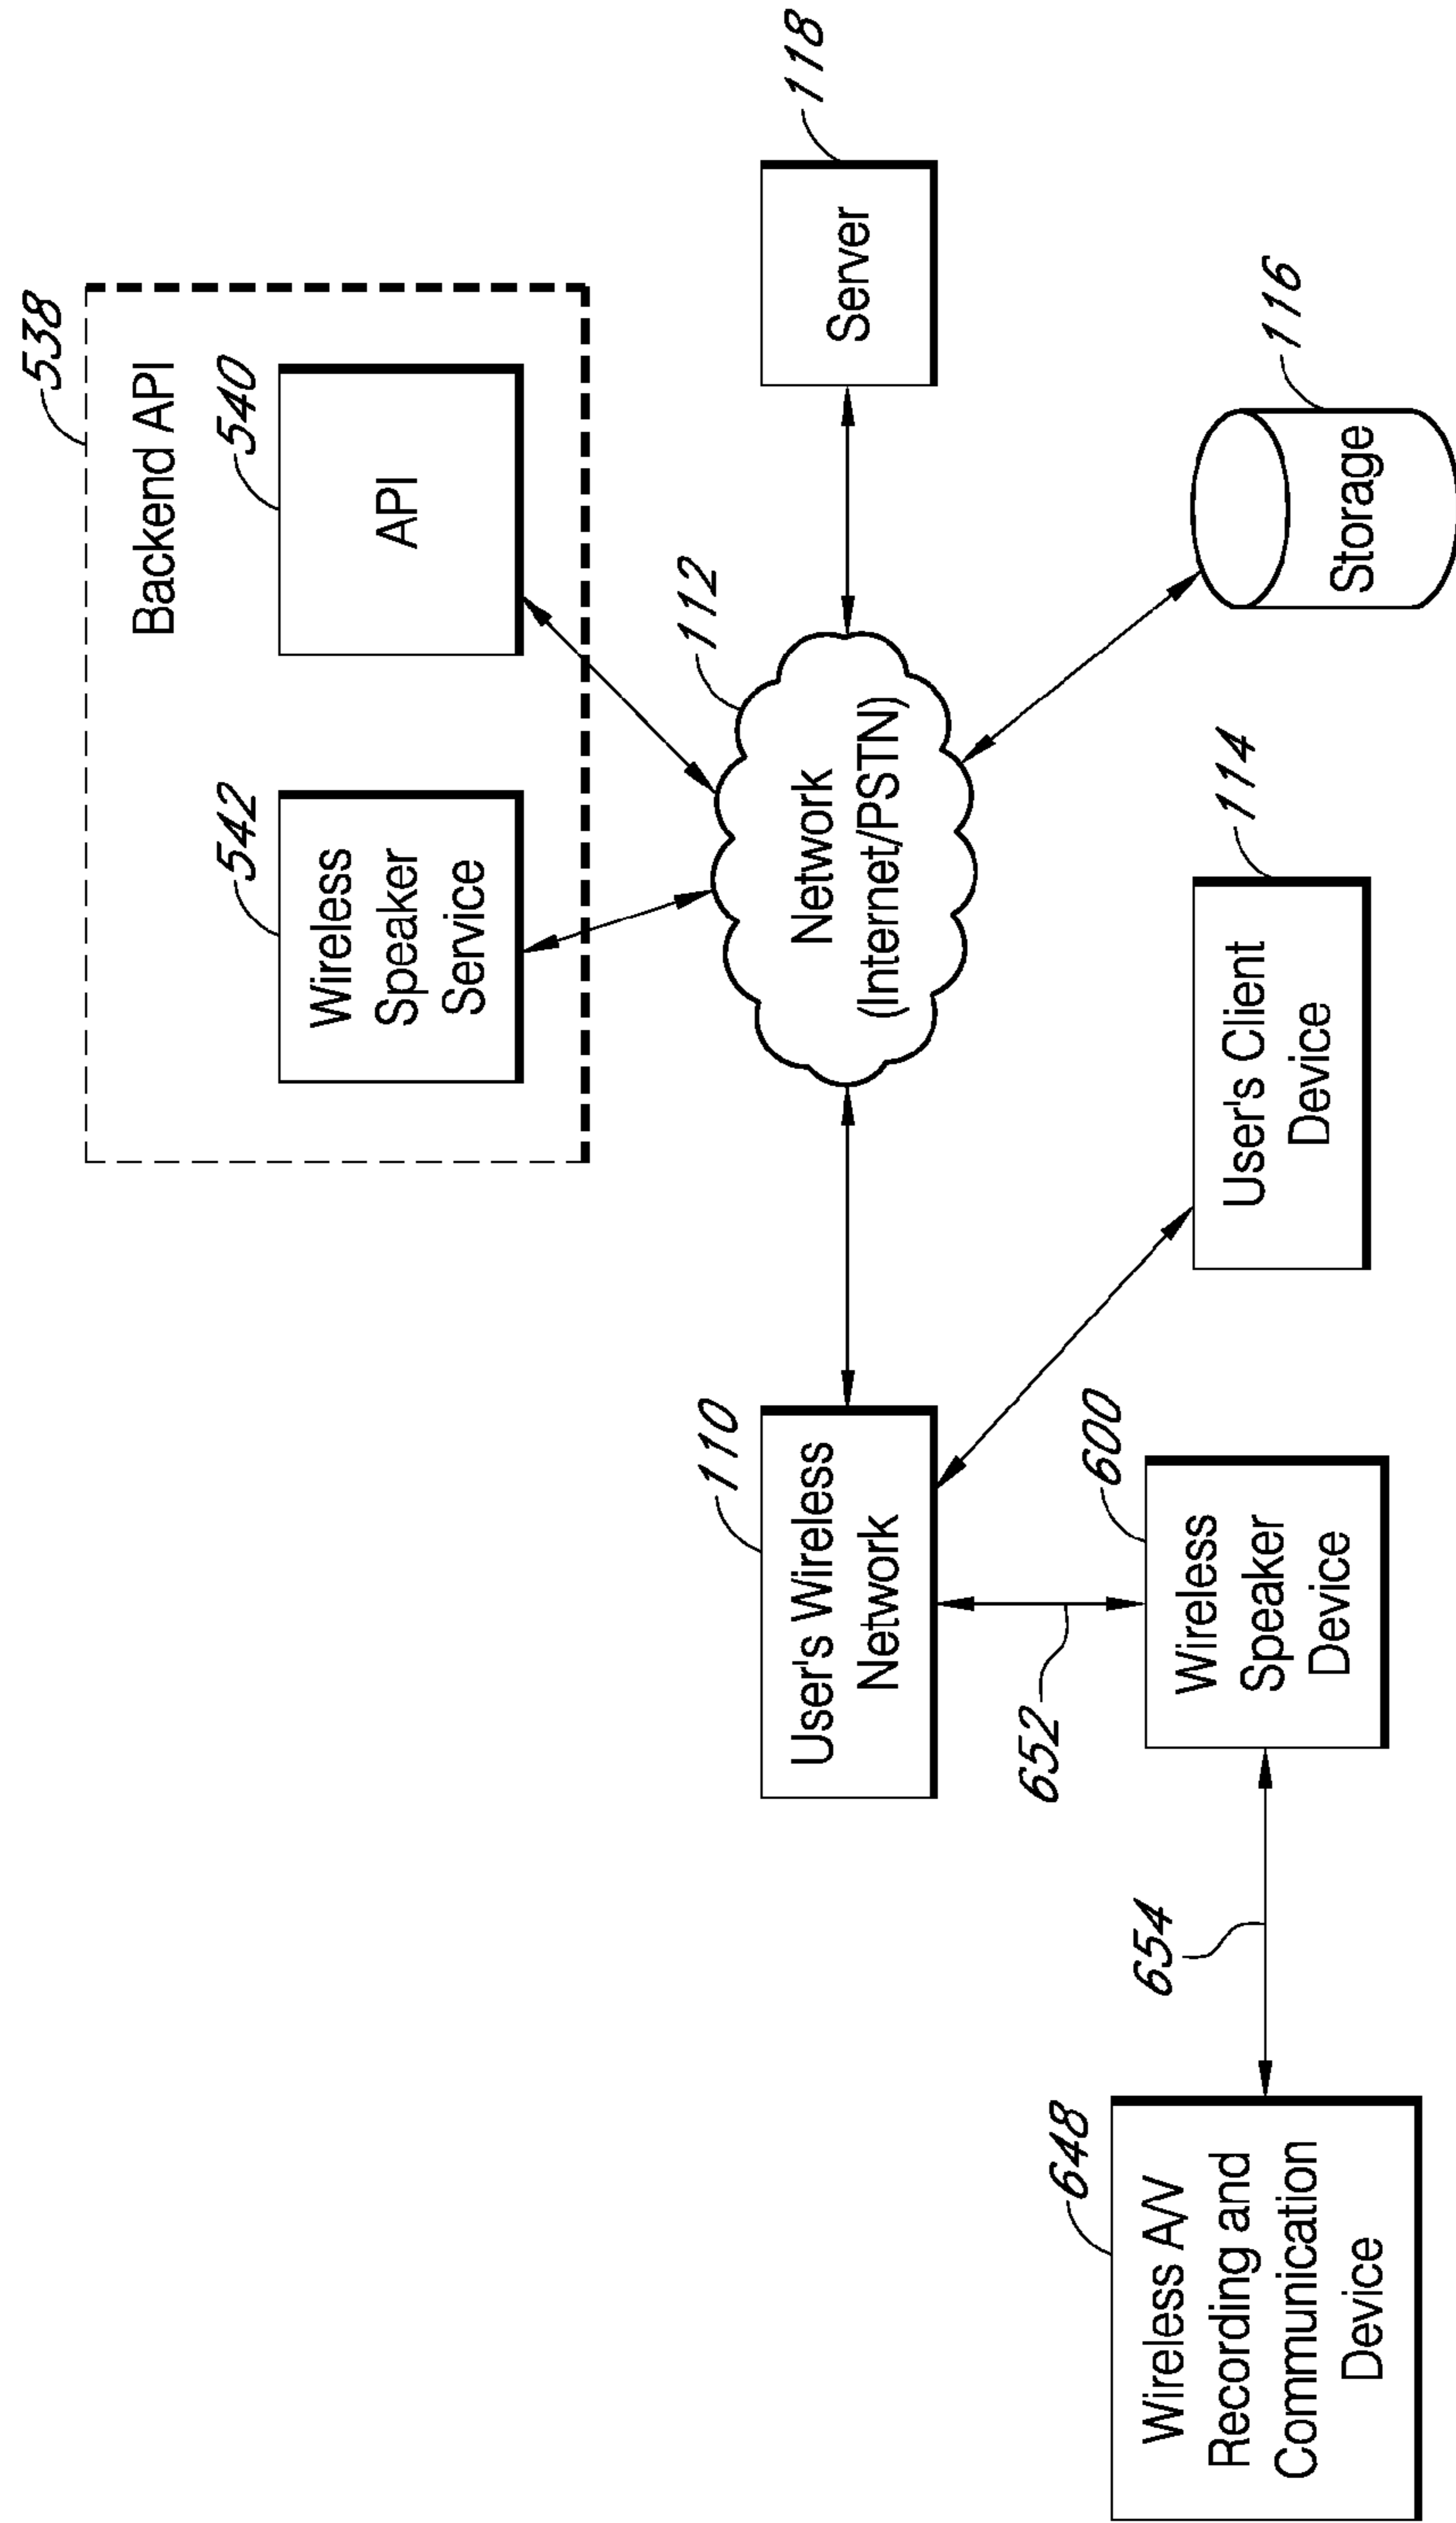 538
Backend API
542
Wireless
Speaker
Service
540
API
112
Network
(Internet/PSTN)
118
Server
116
Storage
110
User's Wireless
Network
114
User's Client
Device
652
600
Wireless
Speaker
Device
654
648
Wireless A/V
Recording and
Communication
Device